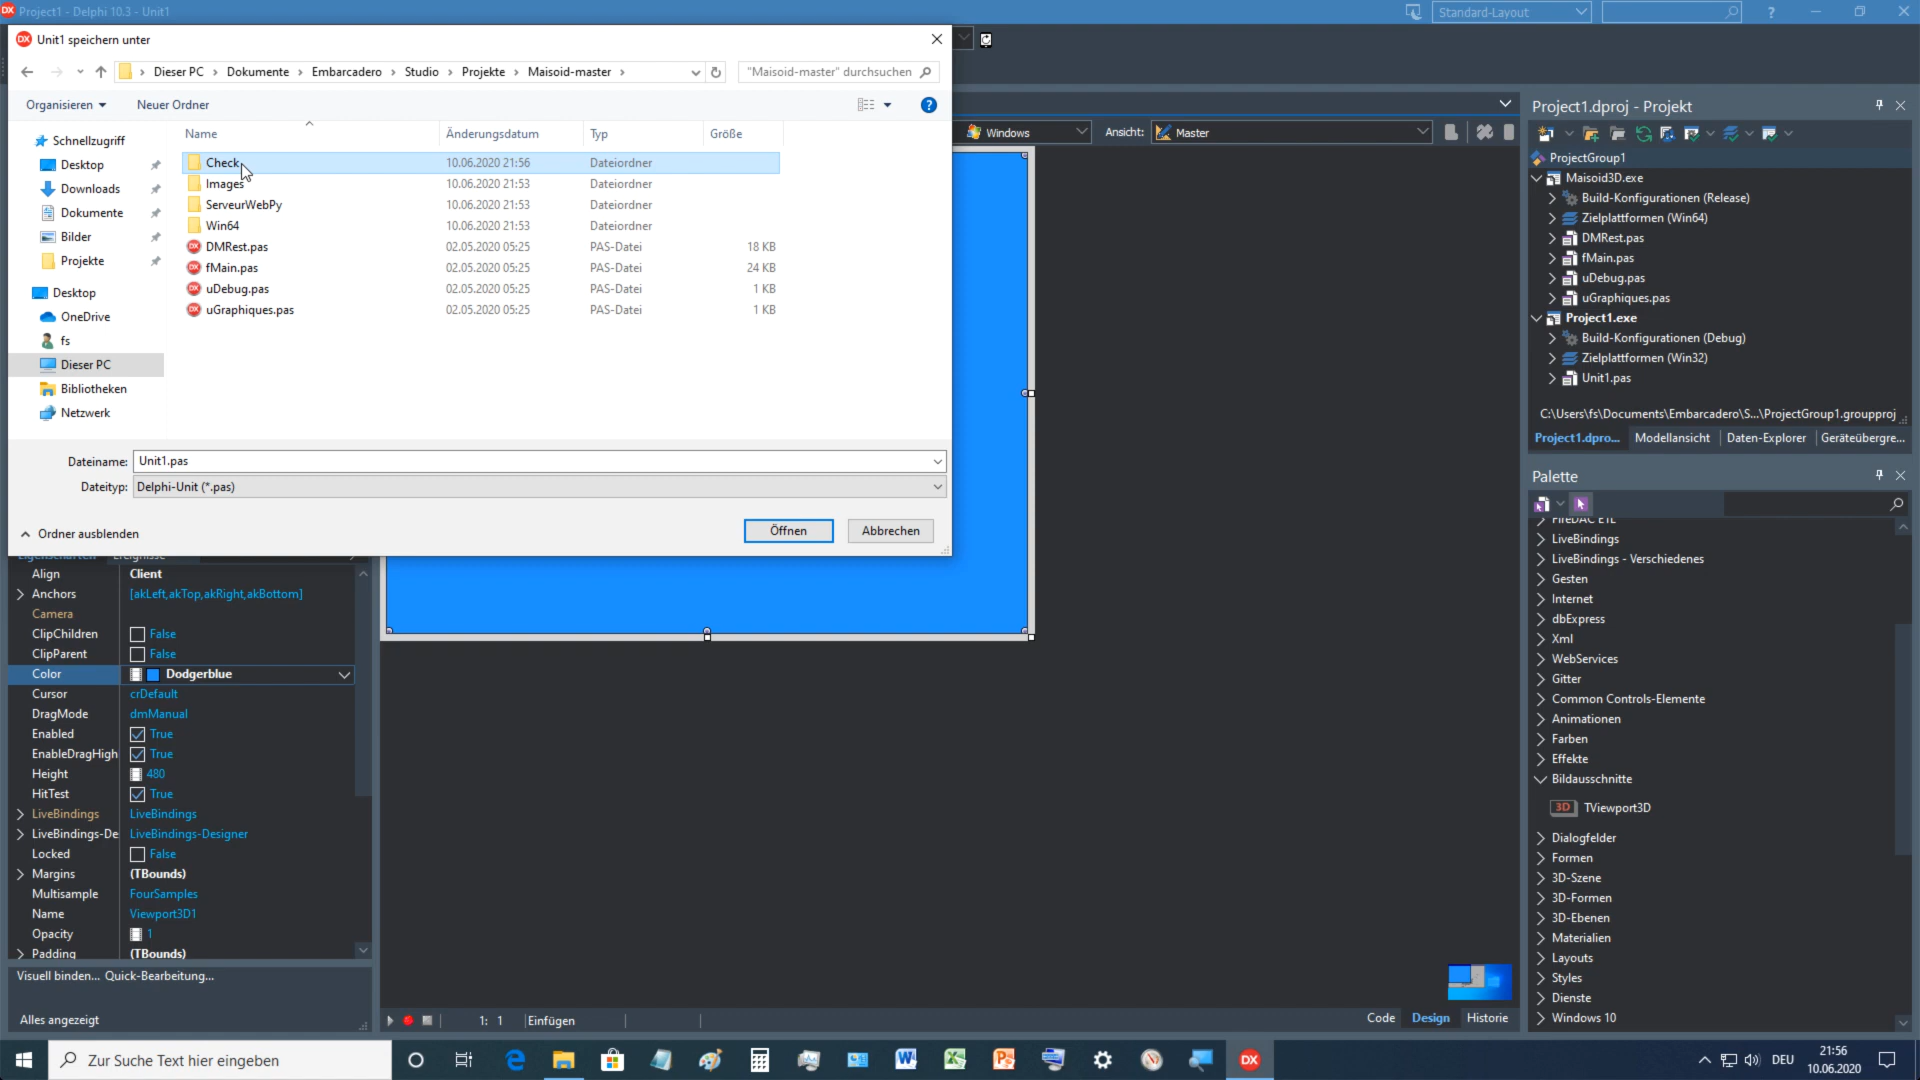 Project1 - Delphi 10.3 - Unit1
Standard-Layout
?
Unit1 speichern unter
Dieser PC › Dokumente › Embarcadero › Studio › Projekte › Maisoid-master ›
"Maisoid-master" durchsuchen
Organisieren
Neuer Ordner
Name
Änderungsdatum
Typ
Größe
Schnellzugriff
Desktop
Downloads
Dokumente
Bilder
Projekte
Desktop
OneDrive
fs
Dieser PC
Bibliotheken
Netzwerk
Check 10.06.2020 21:56 Dateiordner
Images 10.06.2020 21:53 Dateiordner
ServeurWebPy 10.06.2020 21:53 Dateiordner
Win64 10.06.2020 21:53 Dateiordner
DMRest.pas 02.05.2020 05:25 PAS-Datei 18 KB
fMain.pas 02.05.2020 05:25 PAS-Datei 24 KB
uDebug.pas 02.05.2020 05:25 PAS-Datei 1 KB
uGraphiques.pas 02.05.2020 05:25 PAS-Datei 1 KB
Dateiname: Unit1.pas
Dateityp: Delphi-Unit (*.pas)
Ordner ausblenden
Öffnen
Abbrechen
Windows
Ansicht: Master
Project1.dproj - Projekt
ProjectGroup1
Maisoid3D.exe
Build-Konfigurationen (Release)
Zielplattformen (Win64)
DMRest.pas
fMain.pas
uDebug.pas
uGraphiques.pas
Project1.exe
Build-Konfigurationen (Debug)
Zielplattformen (Win32)
Unit1.pas
C:\Users\fs\Documents\Embarcadero\S...\ProjectGroup1.groupproj
Project1.dpro... Modellansicht Daten-Explorer Geräteübergre...
Palette
FireDAC ETL
LiveBindings
LiveBindings - Verschiedenes
Gesten
Internet
dbExpress
Xml
WebServices
Gitter
Common Controls-Elemente
Animationen
Farben
Effekte
Bildausschnitte
3D TViewport3D
Dialogfelder
Formen
3D-Szene
3D-Formen
3D-Ebenen
Materialien
Layouts
Styles
Dienste
Windows 10
Eigenschaften Ereignisse
Align Client
Anchors [akLeft,akTop,akRight,akBottom]
Camera
ClipChildren False
ClipParent False
Color Dodgerblue
Cursor crDefault
DragMode dmManual
Enabled True
EnableDragHigh True
Height 480
HitTest True
LiveBindings LiveBindings
LiveBindings-De LiveBindings-Designer
Locked False
Margins (TBounds)
Multisample FourSamples
Name Viewport3D1
Opacity 1
Padding (TBounds)
Visuell binden... Quick-Bearbeitung...
Alles angezeigt
1: 1
Einfügen
Code Design Historie
Zur Suche Text hier eingeben
DX
DEU
21:56
10.06.2020